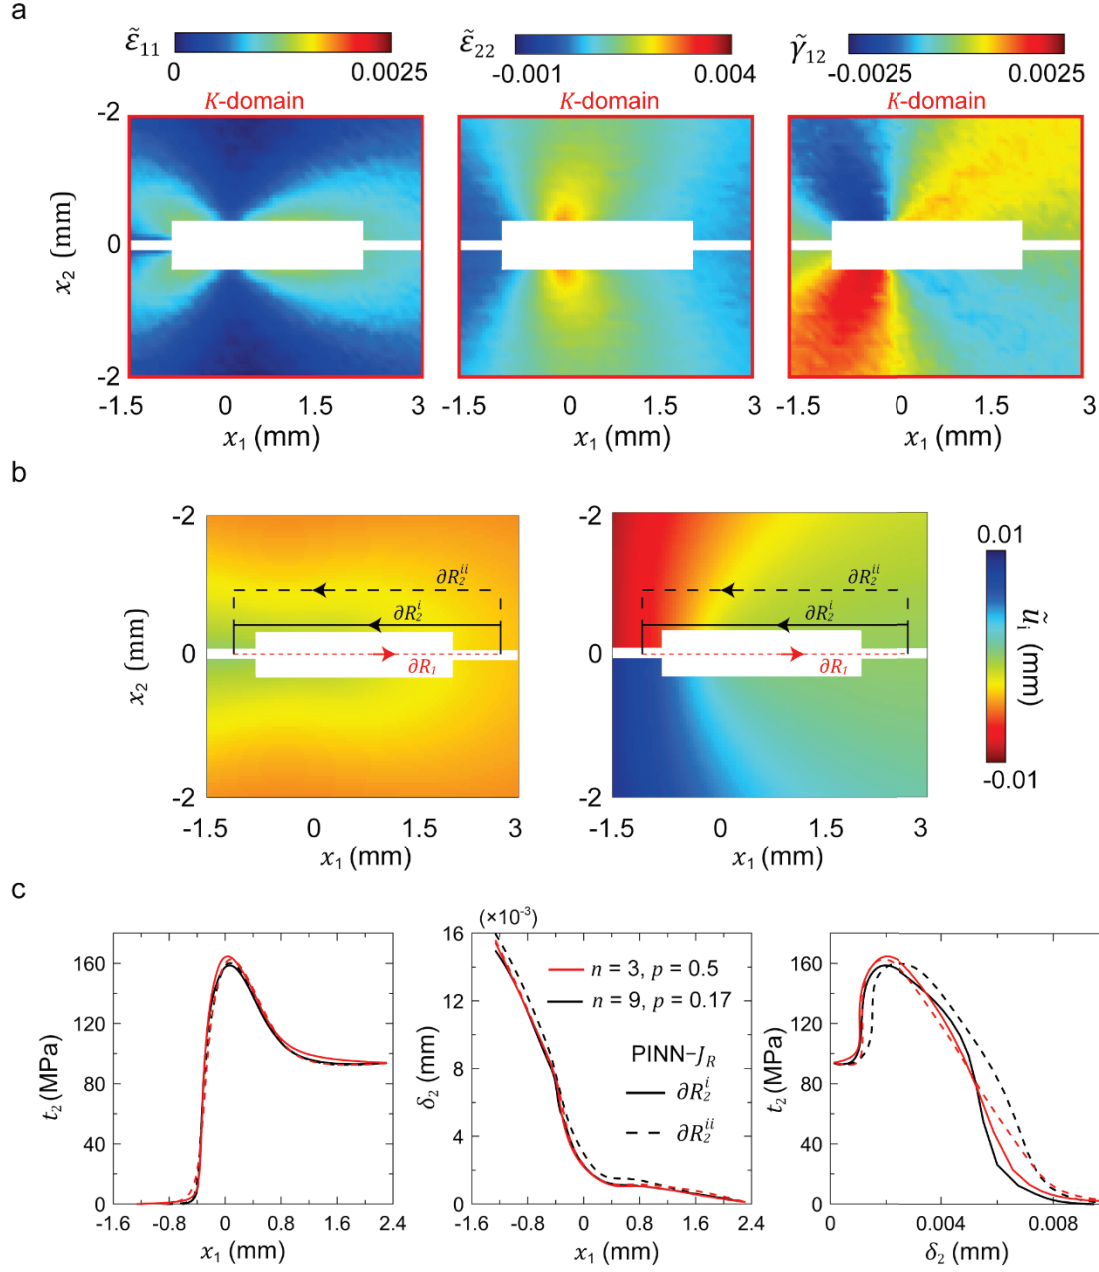 a
ε̃₁₁ ε̃₂₂ γ̃₁₂
0 0.0025 -0.001 0.004 -0.0025 0.0025
K-domain K-domain K-domain
-2
0
-2
x₂ (mm)
-1.5 0 1.5 3 -1.5 0 1.5 3 -1.5 0 1.5 3
x₁ (mm) x₁ (mm) x₁ (mm)
b
-2 -2 0.01
∂R₂ⁱⁱ ∂R₂ⁱⁱ
∂R₂ⁱ ∂R₂ⁱ
0 0
∂R₁ ∂R₁
x₂ (mm)
ũᵢ (mm)
-2 -2 -0.01
-1.5 0 1.5 3 -1.5 0 1.5 3
x₁ (mm) x₁ (mm)
c
(×10⁻³)
160
120
80
40
0
t₂ (MPa)
-1.6 -0.8 0 0.8 1.6 2.4
x₁ (mm)
16
12
8
4
0
δ₂ (mm)
n = 3, p = 0.5
n = 9, p = 0.17
PINN-J_R
∂R₂ⁱ
∂R₂ⁱⁱ
-1.6 -0.8 0 0.8 1.6 2.4
x₁ (mm)
160
120
80
40
0
t₂ (MPa)
0 0.004 0.008
δ₂ (mm)